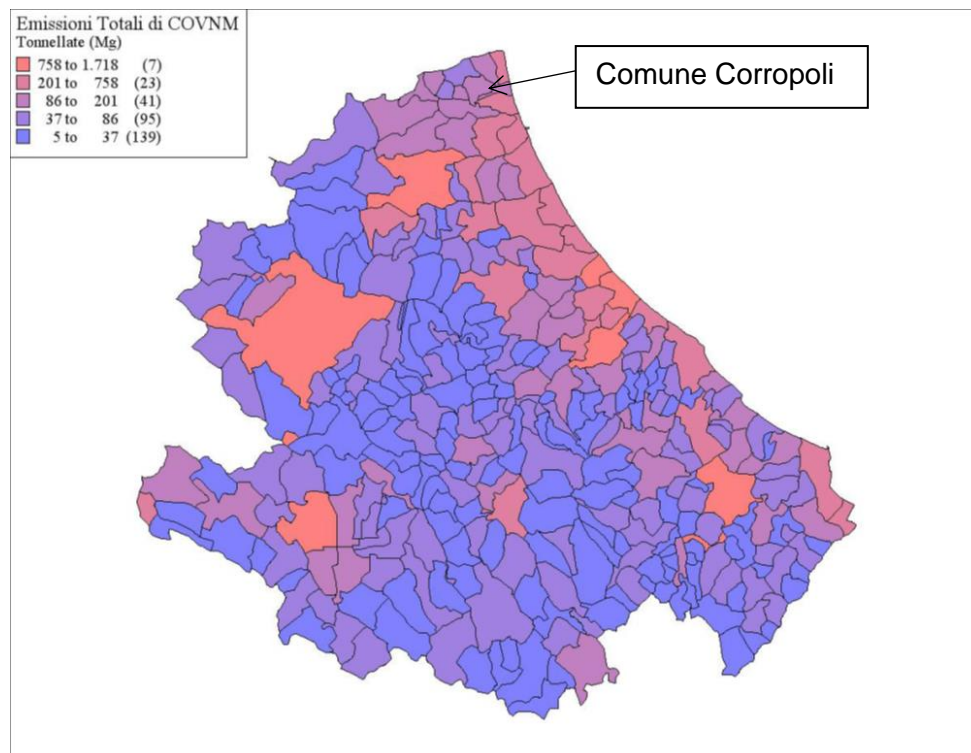 Emissioni Totali di COVNM
Tonnellate (Mg)
758 to 1.718 (7)
201 to 758 (23)
86 to 201 (41)
37 to 86 (95)
5 to 37 (139)
Comune Corropoli